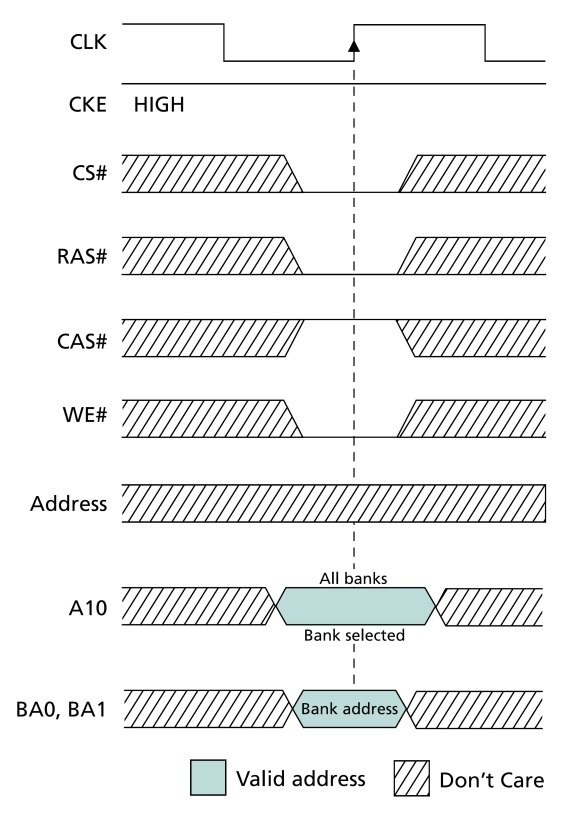 CLK
CKE HIGH
CS#
RAS#
CAS#
WE#
Address
All banks
A10
Bank selected
BA0, BA1 Bank address
Valid address Don't Care